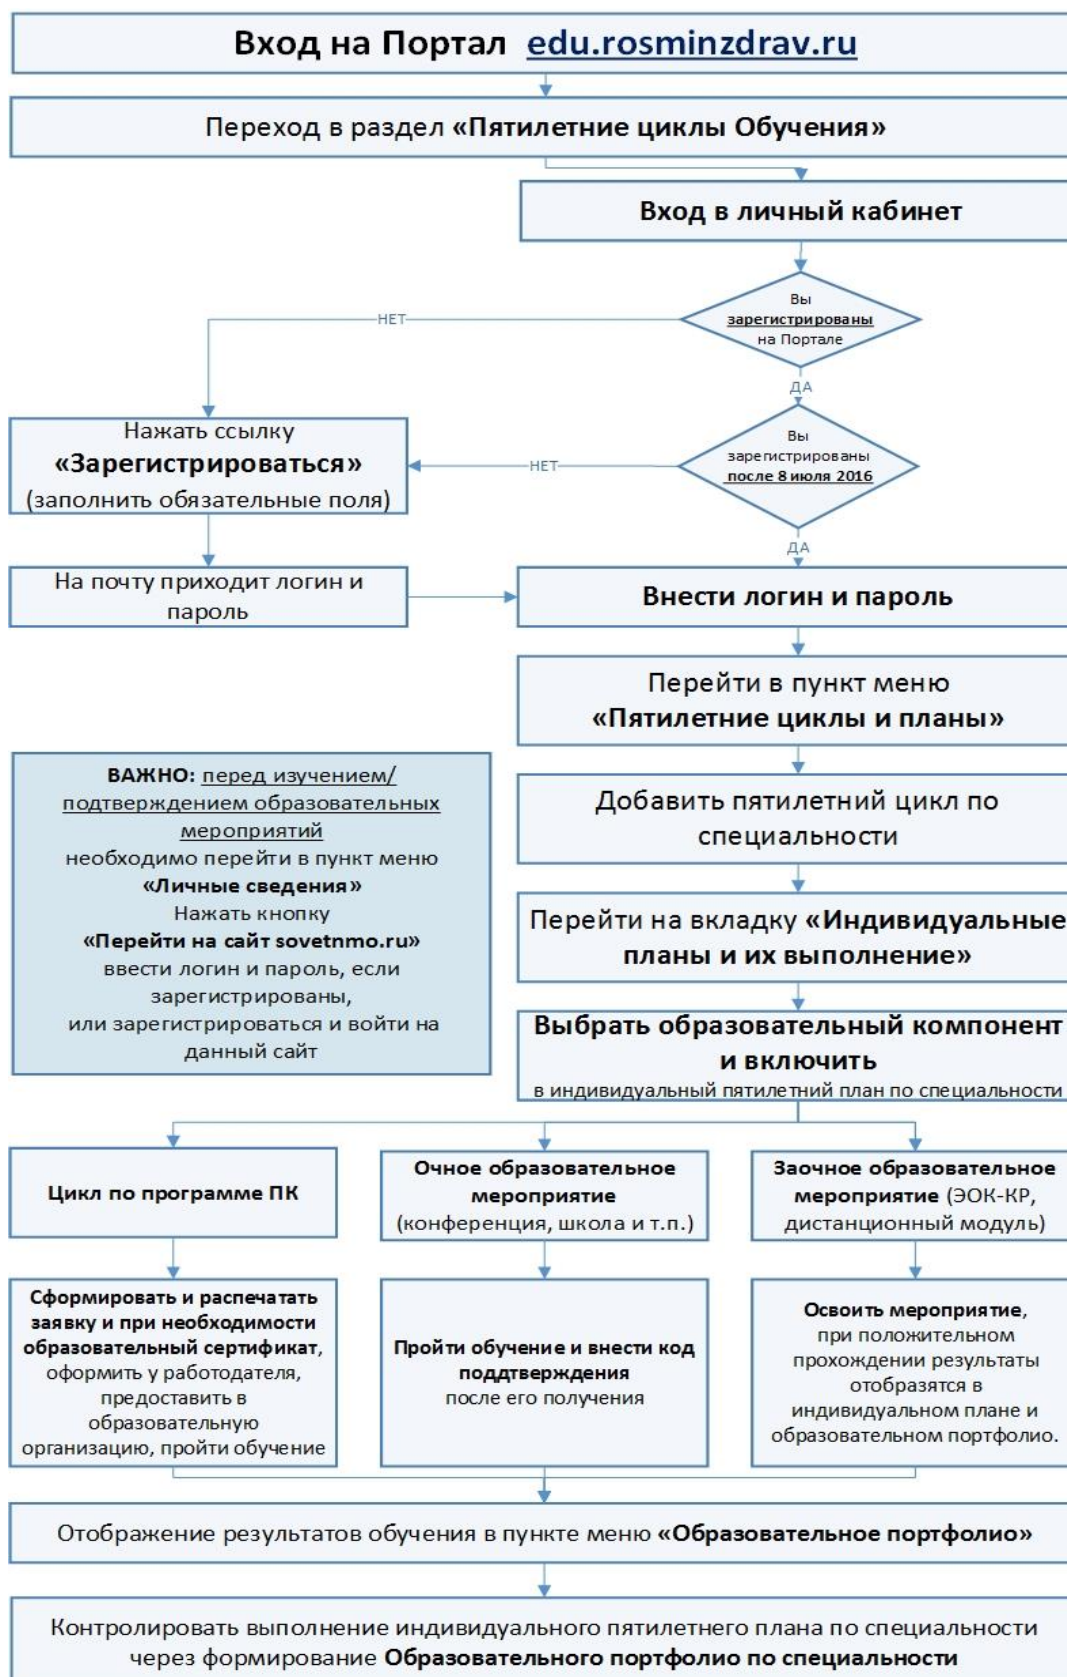 Вход на Портал edu.rosminzdrav.ru
Переход в раздел «Пятилетние циклы Обучения»
Вход в личный кабинет
Вы
зарегистрированы
на Портале
НЕТ
ДА
Нажать ссылку
«Зарегистрироваться»
(заполнить обязательные поля)
НЕТ
Вы
зарегистрированы
после 8 июля 2016
ДА
На почту приходит логин и
пароль
Внести логин и пароль
Перейти в пункт меню
«Пятилетние циклы и планы»
ВАЖНО: перед изучением/
подтверждением образовательных
мероприятий
необходимо перейти в пункт меню
«Личные сведения»
Нажать кнопку
«Перейти на сайт sovetnmo.ru»
ввести логин и пароль, если
зарегистрированы,
или зарегистрироваться и войти на
данный сайт
Добавить пятилетний цикл по
специальности
Перейти на вкладку «Индивидуальные
планы и их выполнение»
Выбрать образовательный компонент
и включить
в индивидуальный пятилетний план по специальности
Цикл по программе ПК
Очное образовательное
мероприятие
(конференция, школа и т.п.)
Заочное образовательное
мероприятие (ЭОК-КР,
дистанционный модуль)
Сформировать и распечатать
заявку и при необходимости
образовательный сертификат,
оформить у работодателя,
предоставить в
образовательную
организацию, пройти обучение
Пройти обучение и внести код
поддтверждения
после его получения
Освоить мероприятие,
при положительном
прохождении результаты
отобразятся в
индивидуальном плане и
образовательном портфолио.
Отображение результатов обучения в пункте меню «Образовательное портфолио»
Контролировать выполнение индивидуального пятилетнего плана по специальности
через формирование Образовательного портфолио по специальности